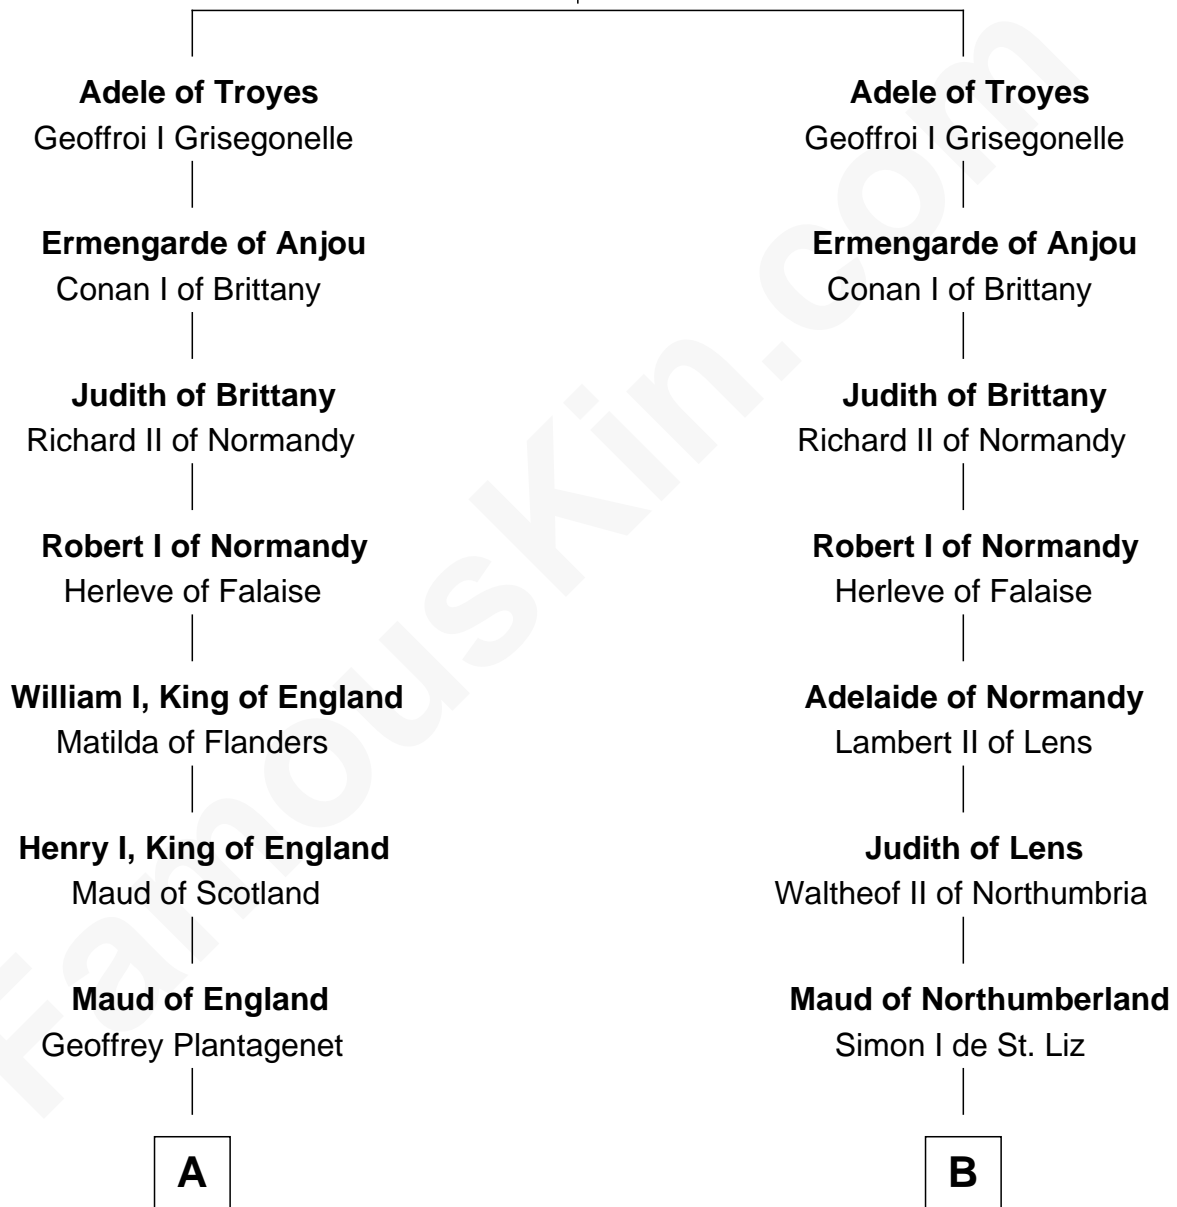 Adele of Troyes
Geoffroi I Grisegonelle
Ermengarde of Anjou
Conan I of Brittany
Judith of Brittany
Richard II of Normandy
Robert I of Normandy
Herleve of Falaise
William I, King of England
Matilda of Flanders
Henry I, King of England
Maud of Scotland
Maud of England
Geoffrey Plantagenet
A
Adele of Troyes
Geoffroi I Grisegonelle
Ermengarde of Anjou
Conan I of Brittany
Judith of Brittany
Richard II of Normandy
Robert I of Normandy
Herleve of Falaise
Adelaide of Normandy
Lambert II of Lens
Judith of Lens
Waltheof II of Northumbria
Maud of Northumberland
Simon I de St. Liz
B
FamousKin.com